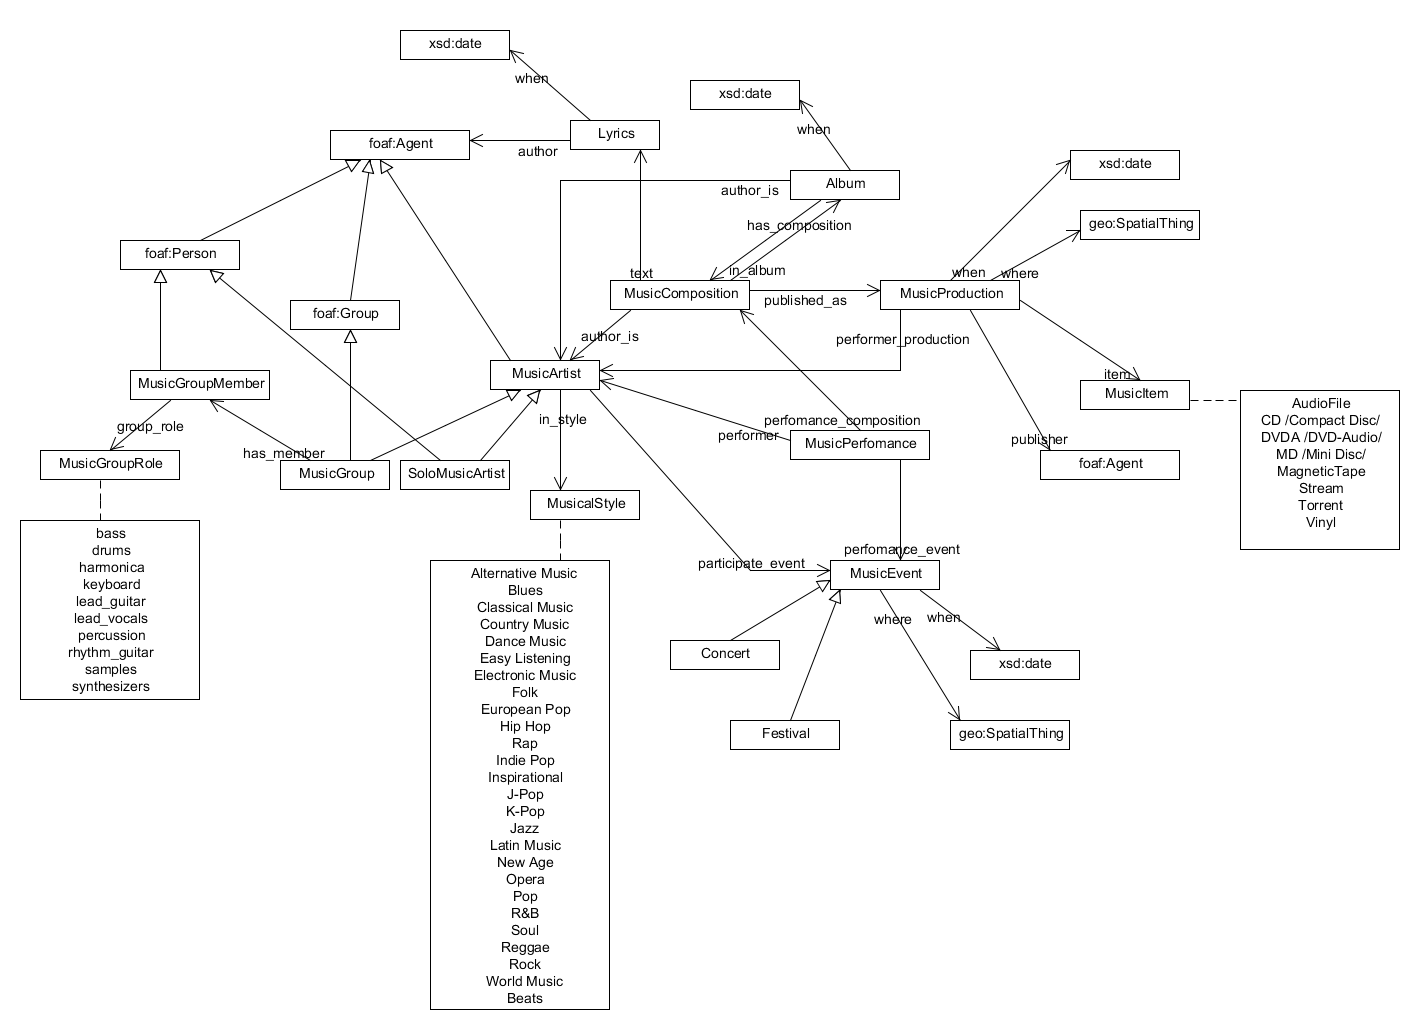 xsd:date
when
xsd:date
when
Lyrics
foaf:Agent
author
xsd:date
Album
author_is
geo:SpatialThing
has_composition
foaf:Person
in_album
text
when
where
MusicComposition
published_as
MusicProduction
foaf:Group
author_is
performer_production
MusicArtist
item
MusicGroupMember
MusicItem
AudioFile
CD /Compact Disc/
DVDA /DVD-Audio/
MD /Mini Disc/
MagneticTape
Stream
Torrent
Vinyl
in_style
perfomance_composition
group_role
performer
publisher
MusicPerfomance
has_member
MusicGroupRole
foaf:Agent
MusicGroup
SoloMusicArtist
MusicalStyle
bass
drums
harmonica
keyboard
lead_guitar
lead_vocals
percussion
rhythm_guitar
samples
synthesizers
perfomance_event
participate_event
MusicEvent
Alternative Music
Blues
Classical Music
Country Music
Dance Music
Easy Listening
Electronic Music
Folk
European Pop
Hip Hop
Rap
Indie Pop
Inspirational
J-Pop
K-Pop
Jazz
Latin Music
New Age
Opera
Pop
R&B
Soul
Reggae
Rock
World Music
Beats
where
when
Concert
xsd:date
Festival
geo:SpatialThing